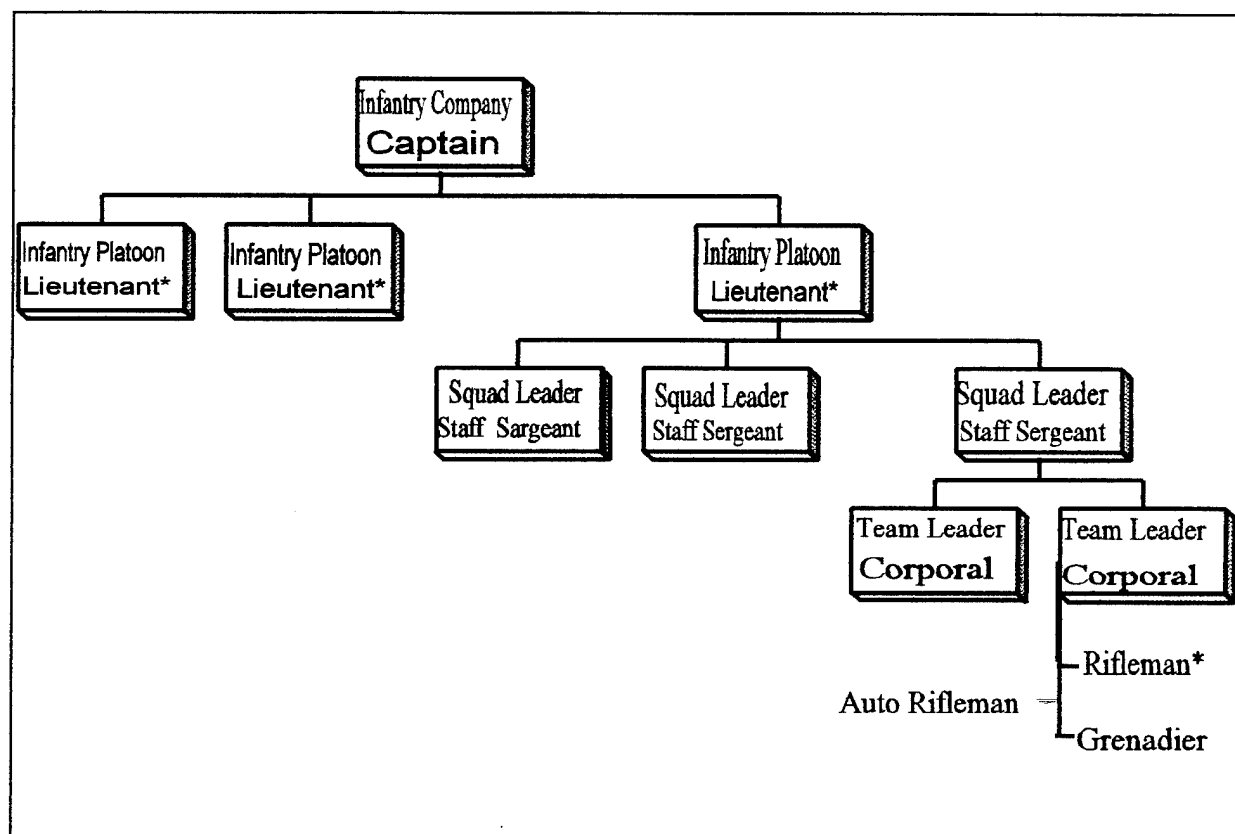 Infantry Company
Captain
Infantry Platoon
Lieutenant*
Infantry Platoon
Lieutenant*
Infantry Platoon
Lieutenant*
Squad Leader
Staff Sargeant
Squad Leader
Staff Sergeant
Squad Leader
Staff Sergeant
Team Leader
Corporal
Team Leader
Corporal
Rifleman*
Auto Rifleman
Grenadier